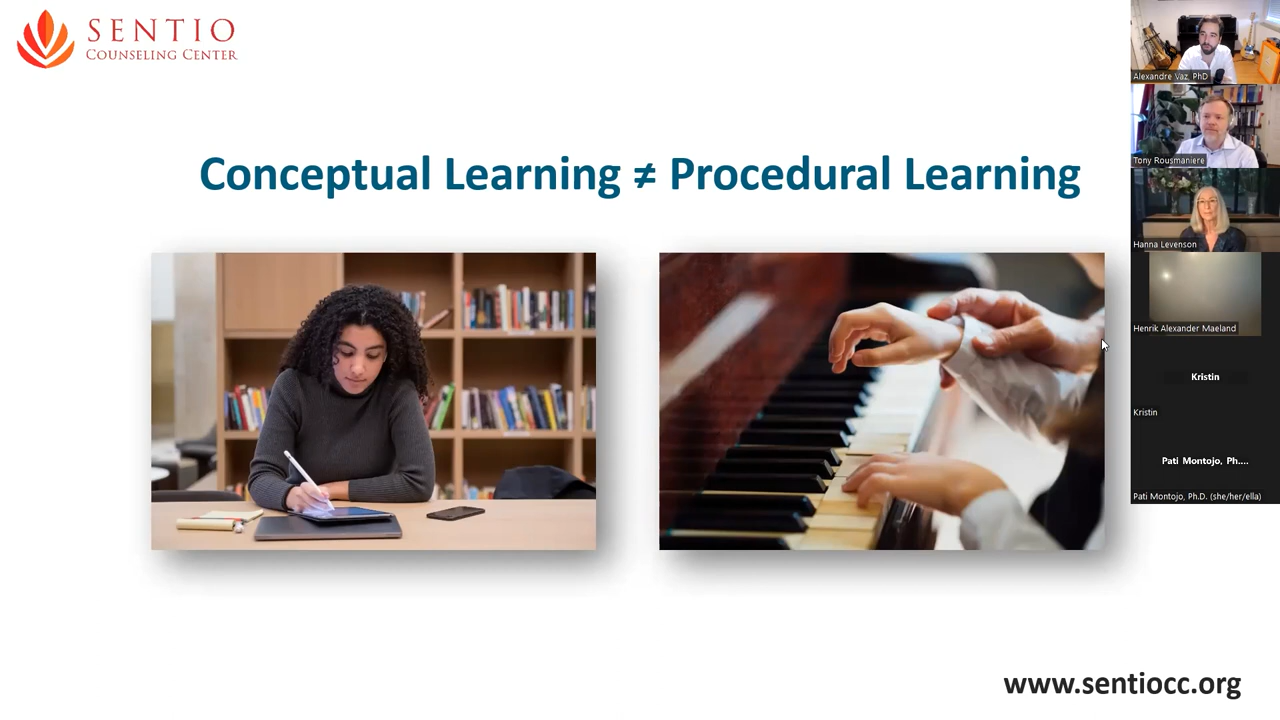 SENTIO
COUNSELING CENTER
Conceptual Learning ≠ Procedural Learning
www.sentiocc.org
Alexandre Vaz, PhD
Tony Rousmaniere
Hanna Levenson
Henrik Alexander Maeland
Kristin
Kristin
Pati Montojo, Ph....
Pati Montojo, Ph.D. (she/her/ella)